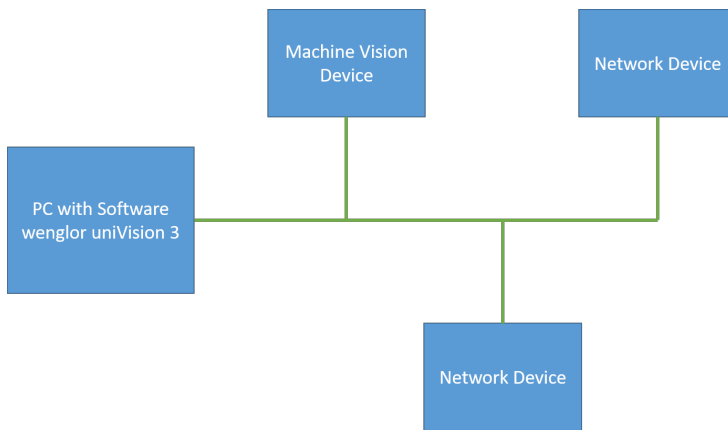 Machine Vision
Device
Network Device
PC with Software
wenglor uniVision 3
Network Device